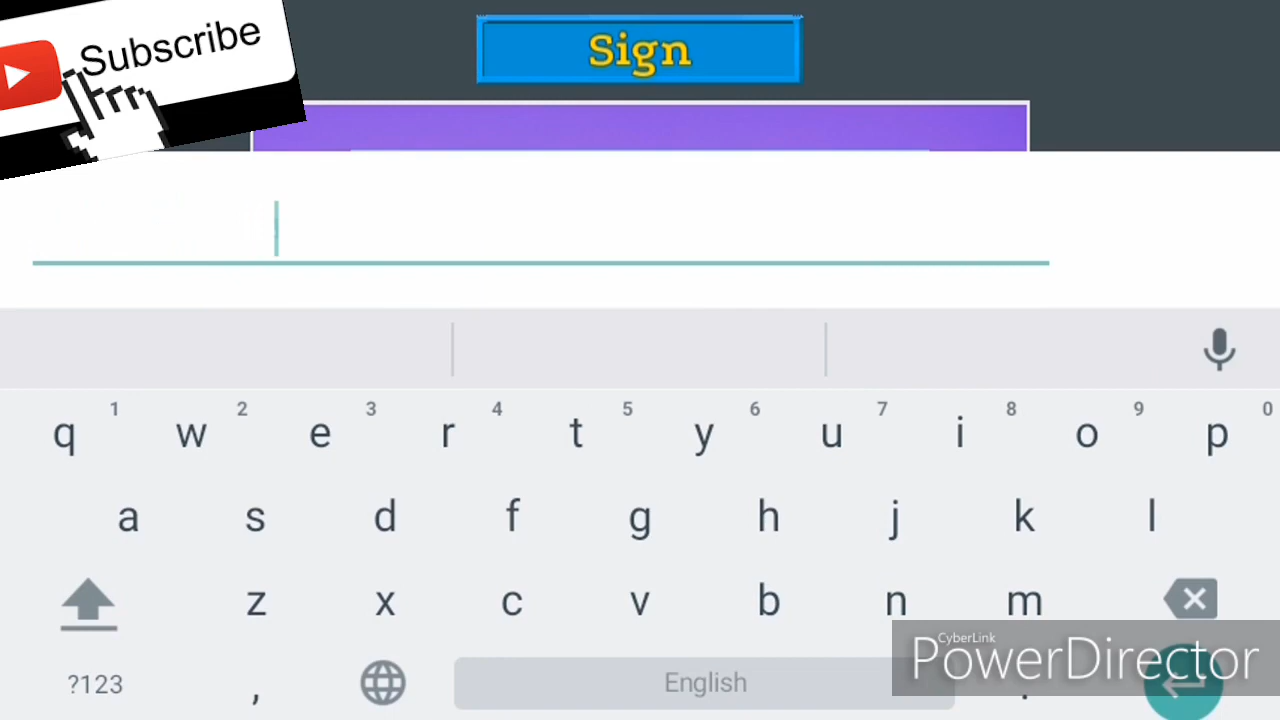 Subscribe
Sign
1 2 3 4 5 6 7 8 9 0
q w e r t y u i o p
a s d f g h j k l
z x c v b n m
CyberLink
PowerDirector
?123 , English .